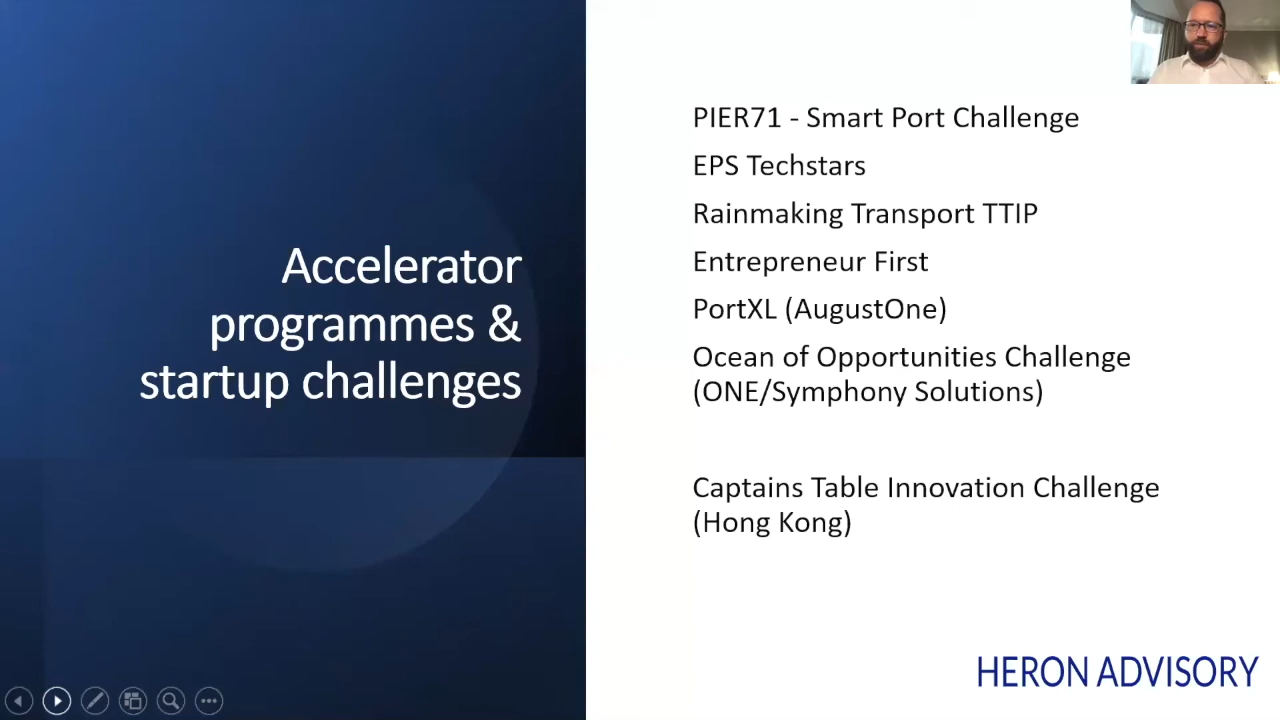 Accelerator
programmes &
startup challenges
PIER71 - Smart Port Challenge
EPS Techstars
Rainmaking Transport TTIP
Entrepreneur First
PortXL (AugustOne)
Ocean of Opportunities Challenge
(ONE/Symphony Solutions)
Captains Table Innovation Challenge
(Hong Kong)
HERON ADVISORY